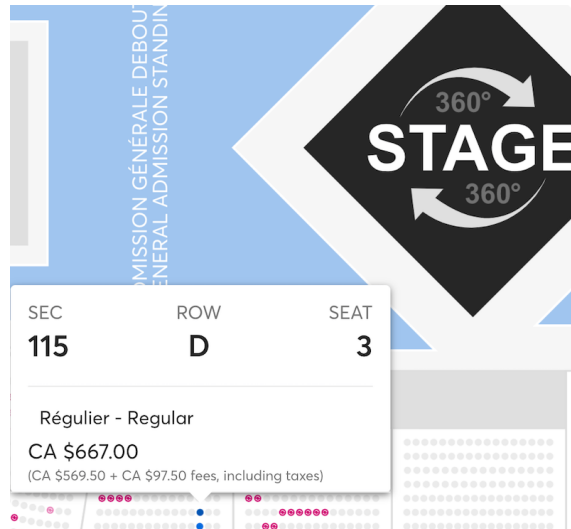 ADMISSION GÉNÉRALE DEBOUT
GENERAL ADMISSION STANDING
360°
STAGE
360°
SEC
ROW
SEAT
115
D
3
Régulier - Regular
CA $667.00
(CA $569.50 + CA $97.50 fees, including taxes)